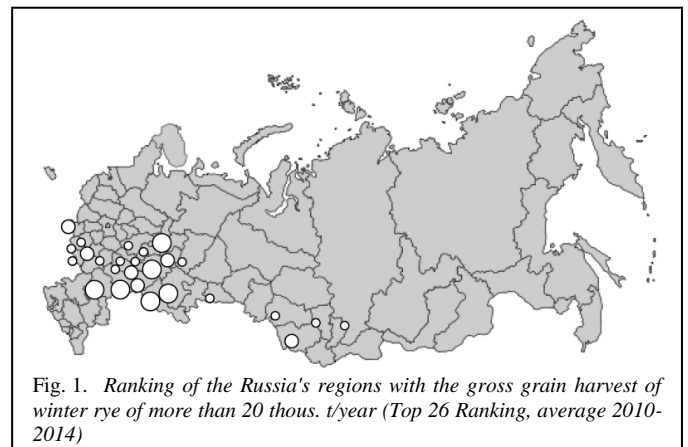 Fig. 1. Ranking of the Russia's regions with the gross grain harvest of
winter rye of more than 20 thous. t/year (Top 26 Ranking, average 2010-
2014)